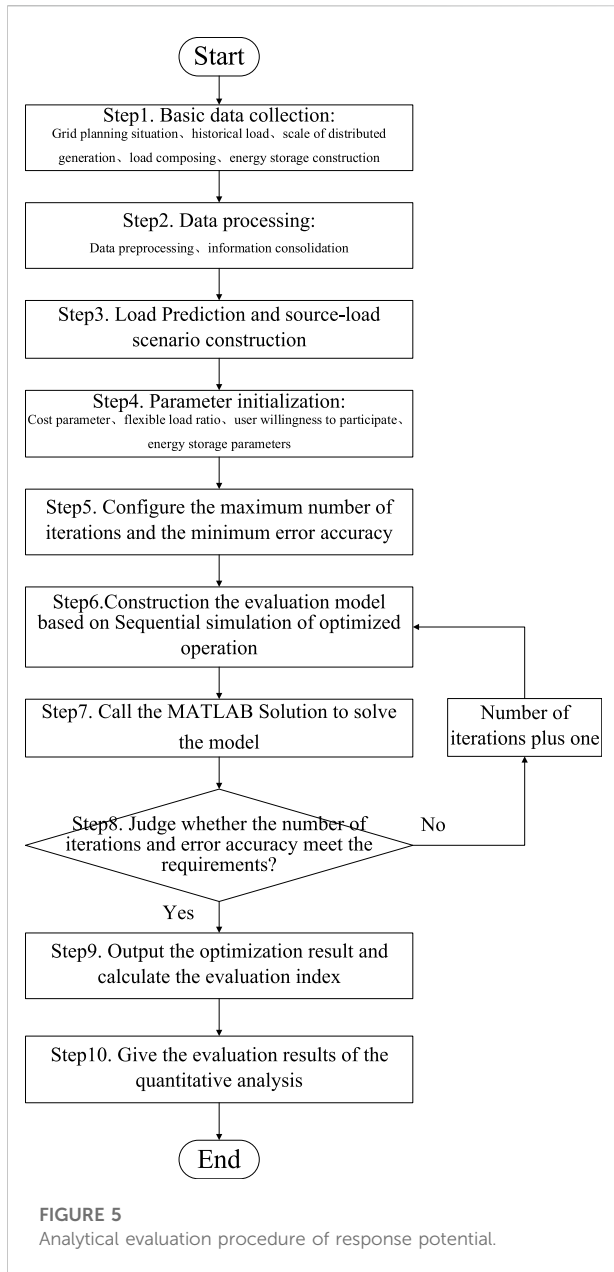 Start
Step1. Basic data collection:
Grid planning situation、historical load、scale of distributed
generation、load composing、energy storage construction
Step2. Data processing:
Data preprocessing、information consolidation
Step3. Load Prediction and source-load
scenario construction
Step4. Parameter initialization:
Cost parameter、flexible load ratio、user willingness to participate、
energy storage parameters
Step5. Configure the maximum number of
iterations and the minimum error accuracy
Step6.Construction the evaluation model
based on Sequential simulation of optimized
operation
Step7. Call the MATLAB Solution to solve
the model
Number of
iterations plus one
Step8. Judge whether the number of
iterations and error accuracy meet the
requirements?
No
Yes
Step9. Output the optimization result and
calculate the evaluation index
Step10. Give the evaluation results of the
quantitative analysis
End
FIGURE 5
Analytical evaluation procedure of response potential.